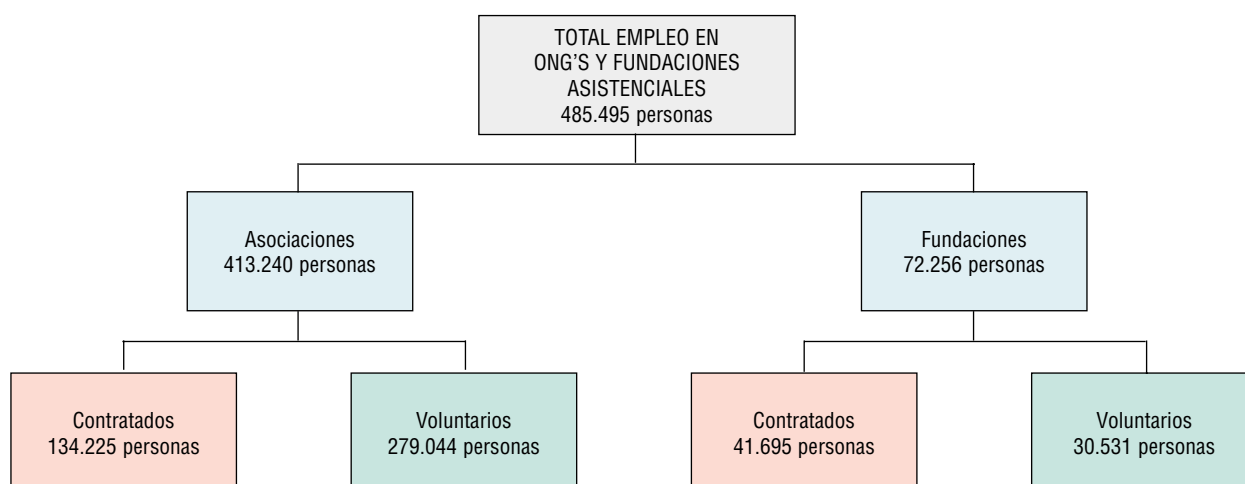 TOTAL EMPLEO EN
ONG'S Y FUNDACIONES
ASISTENCIALES
485.495 personas
Asociaciones
413.240 personas
Fundaciones
72.256 personas
Contratados
134.225 personas
Voluntarios
279.044 personas
Contratados
41.695 personas
Voluntarios
30.531 personas